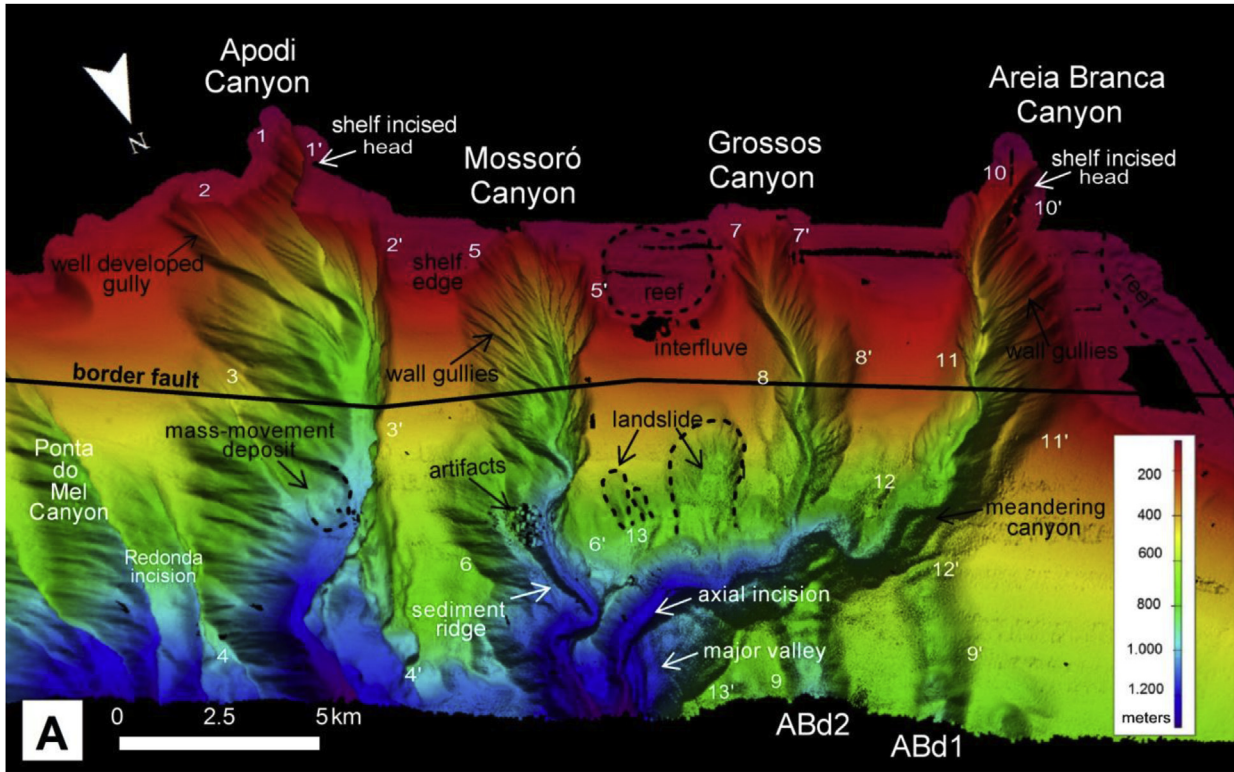 Apodi
Canyon
Areia Branca
Canyon
Mossoró
Canyon
Grossos
Canyon
N
shelf incised
head
shelf incised
head
1
1'
2
2'
5
5'
7
7'
10
10'
well developed
gully
shelf
edge
reef
reef
interfluve
wall gullies
wall gullies
8
8'
11
11'
border fault
3
3'
mass-movement
deposit
landslide
artifacts
Ponta
do
Mel
Canyon
12
meandering
canyon
Redonda
incision
6
6'
13
12'
sediment
ridge
axial incision
major valley
4
4'
13'
9
9'
ABd2
ABd1
200
400
600
800
1.000
1.200
meters
A
0
2.5
5km